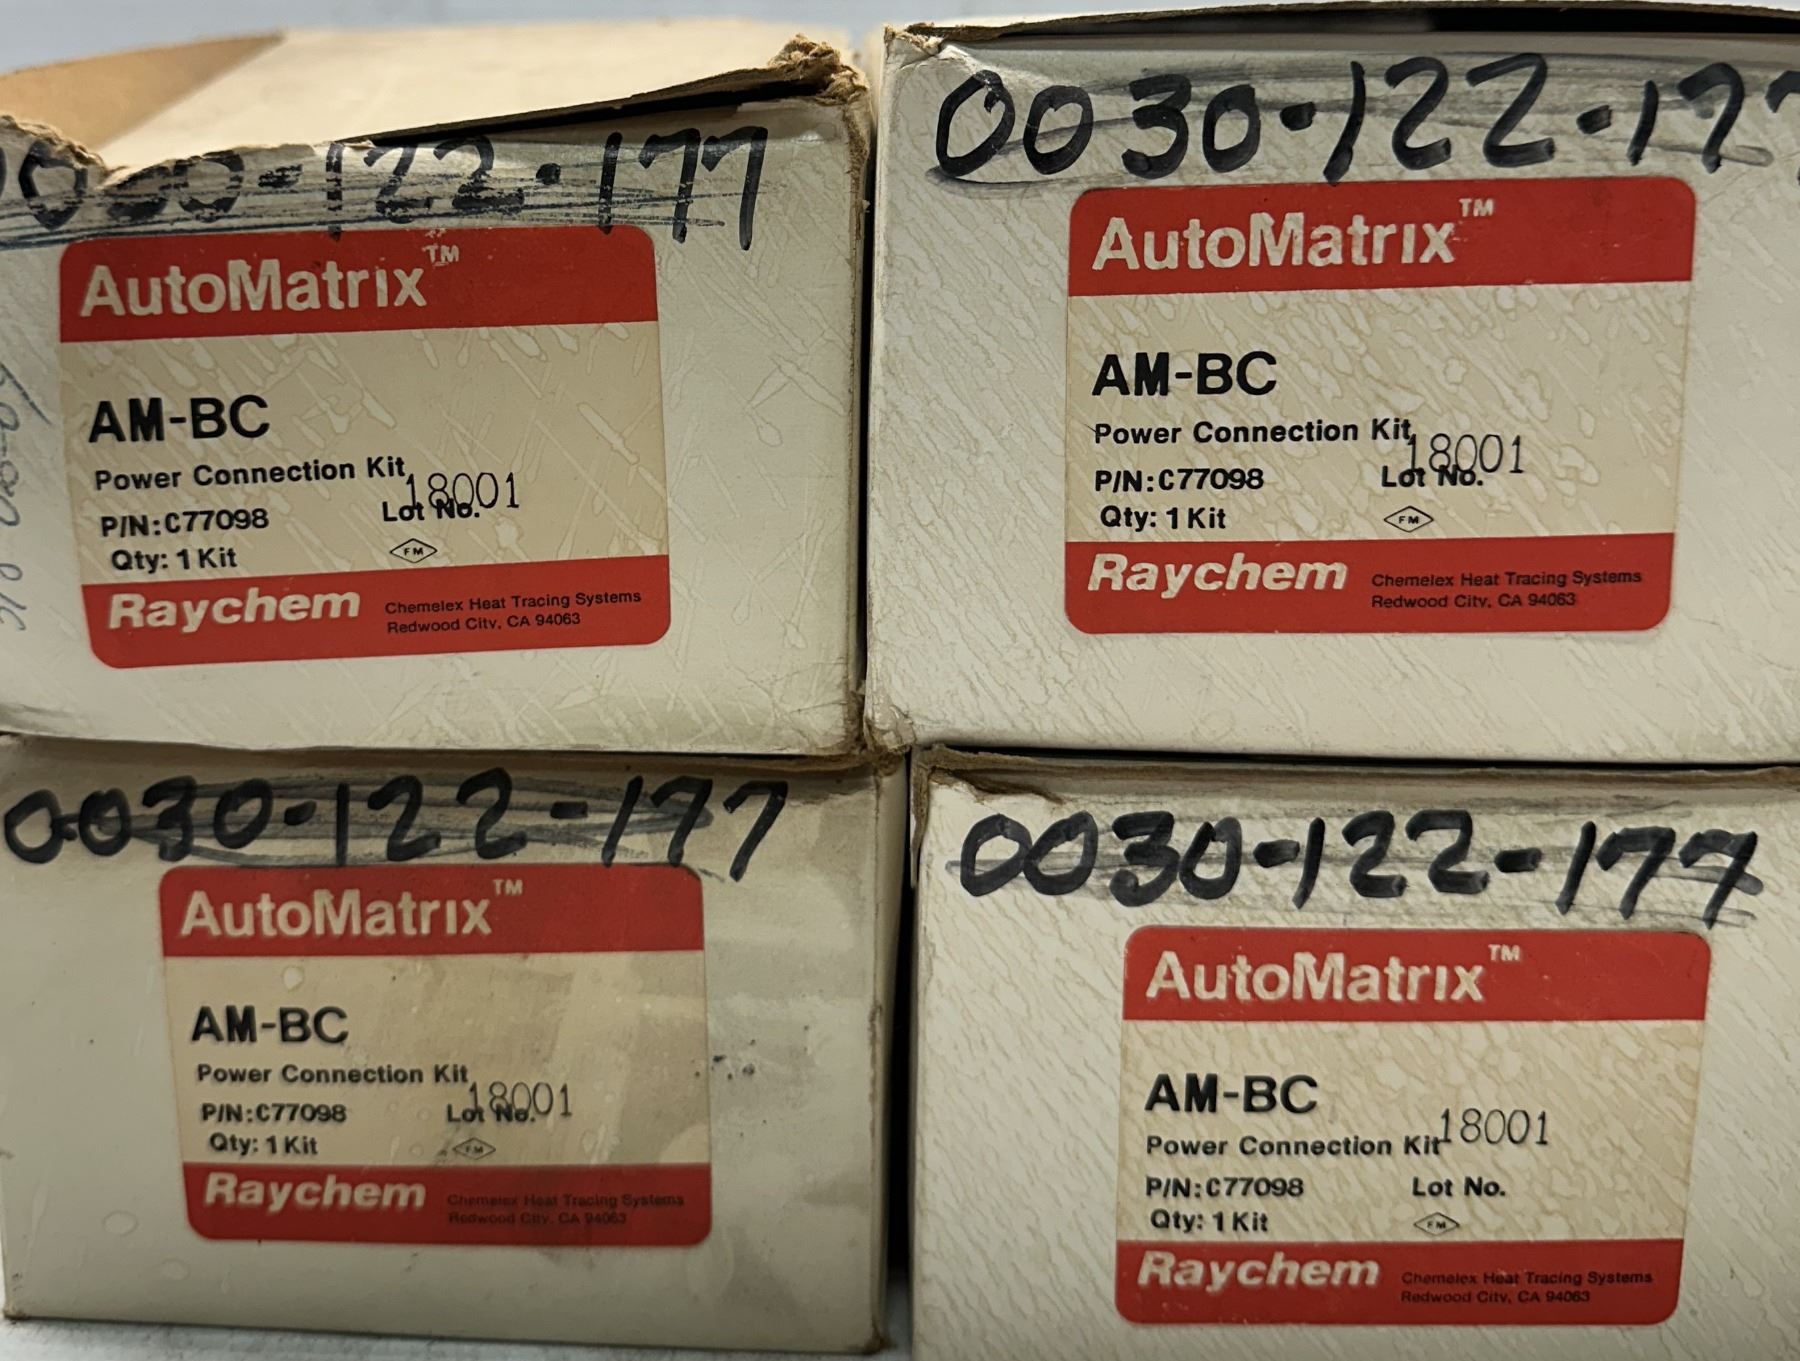 0030-122-177
AutoMatrix™
AM-BC
Power Connection Kit
18001
P/N:C77098 Lot No.
Qty: 1 Kit
FM
Raychem Chemelex Heat Tracing Systems
Redwood City, CA 94063
0030-122-177
AutoMatrix™
AM-BC
Power Connection Kit
18001
P/N:C77098 Lot No.
Qty: 1 Kit
FM
Raychem Chemelex Heat Tracing Systems
Redwood City, CA 94063
0030-122-177
AutoMatrix™
AM-BC
Power Connection Kit
18001
P/N:C77098 Lot No.
Qty: 1 Kit
FM
Raychem Chemelex Heat Tracing Systems
Redwood City, CA 94063
0030-122-177
AutoMatrix™
AM-BC
Power Connection Kit 18001
P/N:C77098 Lot No.
Qty: 1 Kit
FM
Raychem Chemelex Heat Tracing Systems
Redwood City, CA 94063